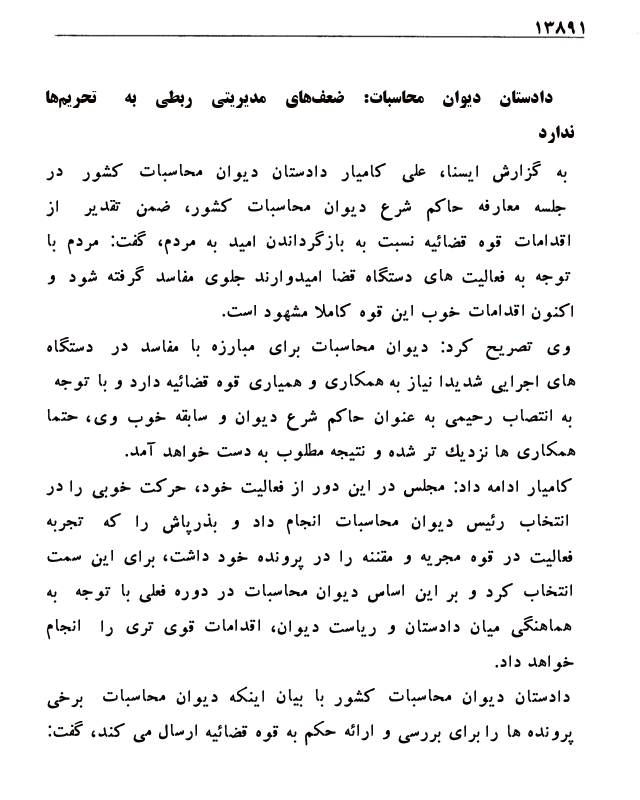 ۱۳۸۹۱
دادستان دیوان محاسبات: ضعف‌های مدیریتی ربطی به تحریم‌ها
ندارد
به گزارش ایسنا، علی کامیار دادستان دیوان محاسبات کشور در
جلسه معارفه حاکم شرع دیوان محاسبات کشور، ضمن تقدیر از
اقدامات قوه قضائیه نسبت به بازگرداندن امید به مردم، گفت: مردم با
توجه به فعالیت های دستگاه قضا امیدوارند جلوی مفاسد گرفته شود و
اکنون اقدامات خوب این قوه کاملا مشهود است.
وی تصریح کرد: دیوان محاسبات برای مبارزه با مفاسد در دستگاه
های اجرایی شدیدا نیاز به همکاری و همیاری قوه قضائیه دارد و با توجه
به انتصاب رحیمی به عنوان حاکم شرع دیوان و سابقه خوب وی، حتما
همکاری ها نزدیک تر شده و نتیجه مطلوب به دست خواهد آمد.
کامیار ادامه داد: مجلس در این دور از فعالیت خود، حرکت خوبی را در
انتخاب رئیس دیوان محاسبات انجام داد و بذرپاش را که تجربه
فعالیت در قوه مجریه و مقننه را در پرونده خود داشت، برای این سمت
انتخاب کرد و بر این اساس دیوان محاسبات در دوره فعلی با توجه به
هماهنگی میان دادستان و ریاست دیوان، اقدامات قوی تری را انجام
خواهد داد.
دادستان دیوان محاسبات کشور با بیان اینکه دیوان محاسبات برخی
پرونده ها را برای بررسی و ارائه حکم به قوه قضائیه ارسال می کند، گفت: